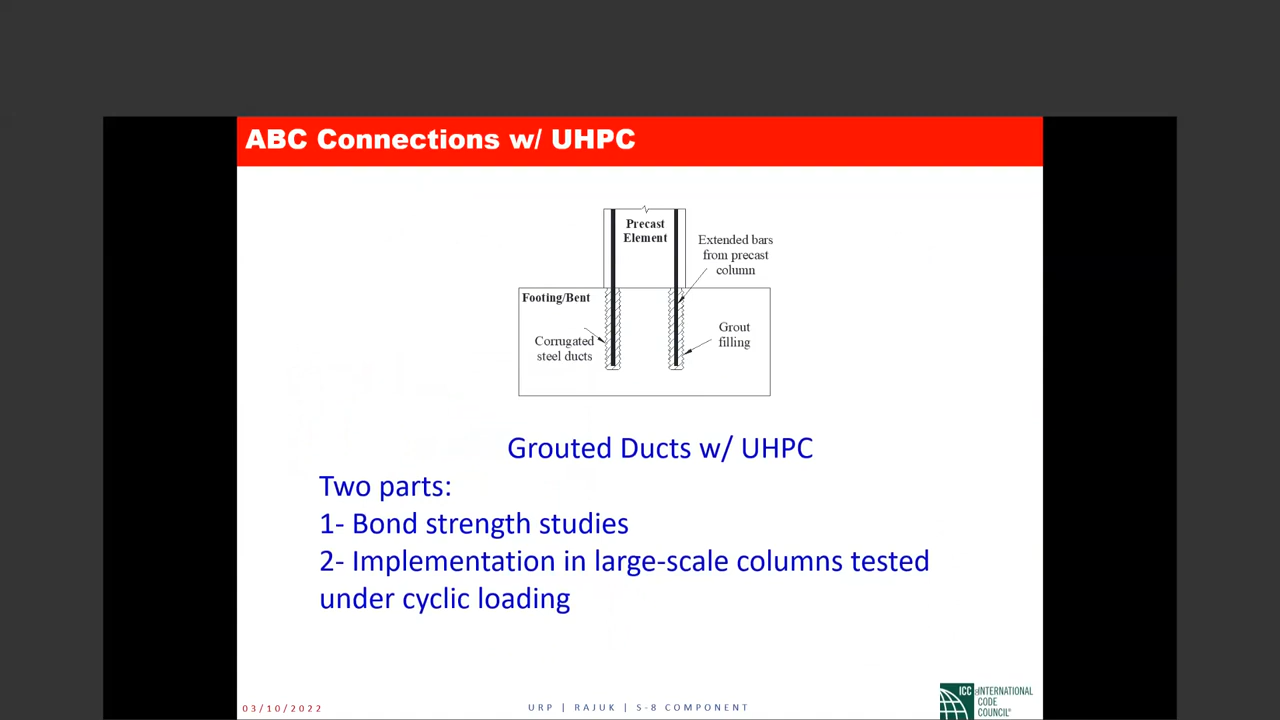 ABC Connections w/ UHPC
Precast
Element
Extended bars
from precast
column
Footing/Bent
Corrugated
steel ducts
Grout
filling
Grouted Ducts w/ UHPC
Two parts:
1- Bond strength studies
2- Implementation in large-scale columns tested
under cyclic loading
03/10/2022
URP | RAJUK | S-8 COMPONENT
ICC
INTERNATIONAL
CODE
COUNCIL®